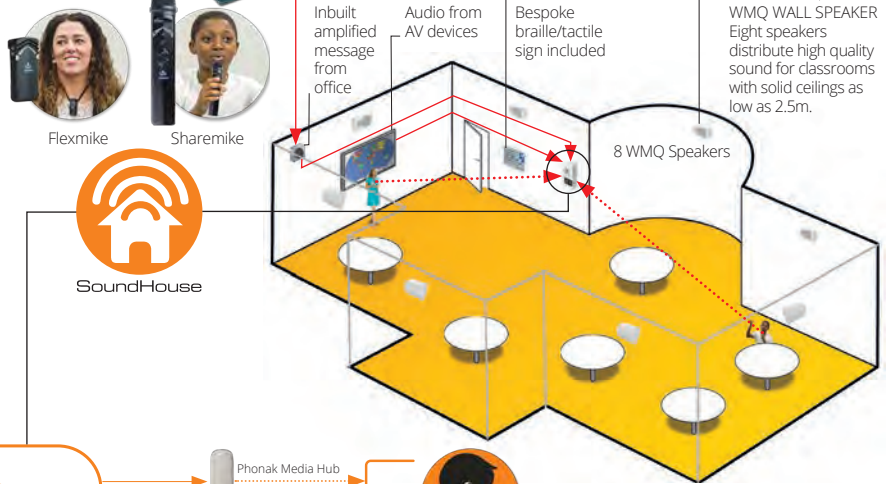 Inbuilt
amplified
message
from
office
Audio from
AV devices
Bespoke
braille/tactile
sign included
WMQ WALL SPEAKER
Eight speakers
distribute high quality
sound for classrooms
with solid ceilings as
low as 2.5m.
Flexmike
Sharemike
8 WMQ Speakers
SoundHouse
Phonak Media Hub